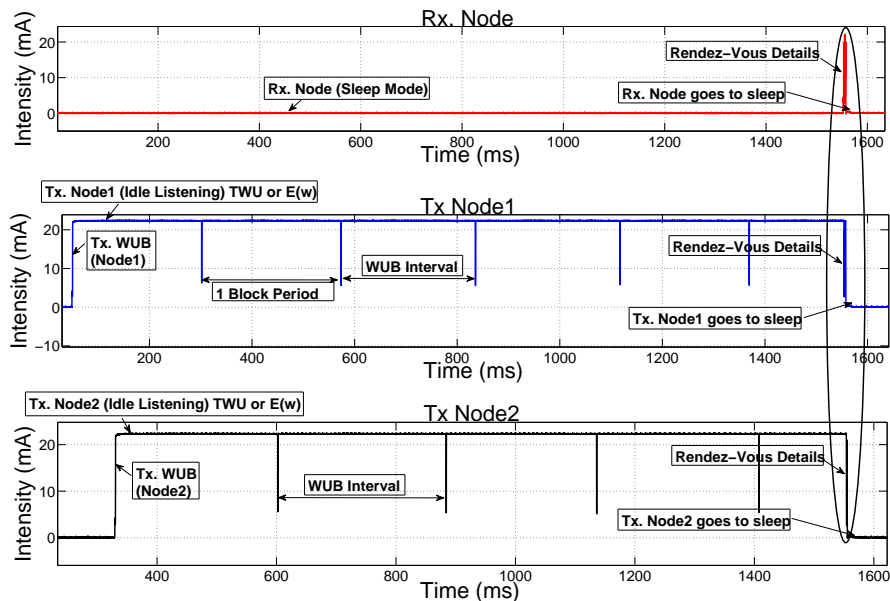 Rx. Node
Intensity (mA)
20
10
0
Rendez−Vous Details
Rx. Node (Sleep Mode)
Rx. Node goes to sleep
200 400 600 800 1000 1200 1400 1600
Time (ms)
Tx. Node1 (Idle Listening) TWU or E(w)
Tx Node1
Intensity (mA)
20
10
0
−10
Tx. WUB
(Node1)
Rendez−Vous Details
WUB Interval
1 Block Period
Tx. Node1 goes to sleep
200 400 600 800 1000 1200 1400 1600
Time (ms)
Tx. Node2 (Idle Listening) TWU or E(w)
Tx Node2
Intensity (mA)
20
10
0
Tx. WUB
(Node2)
Rendez−Vous Details
WUB Interval
Tx. Node2 goes to sleep
400 600 800 1000 1200 1400 1600
Time (ms)